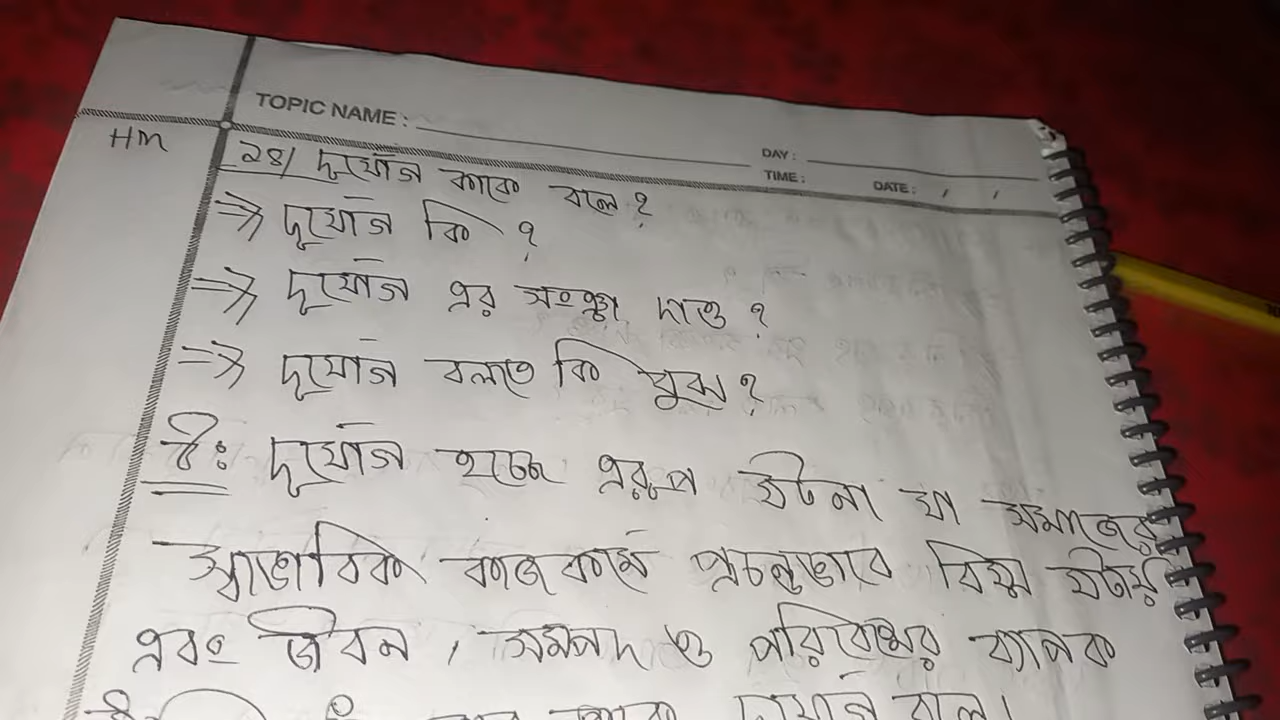 TOPIC NAME :
DAY :
TIME : DATE : / /
HM
২৪/ দুর্যোগ কাকে বলে ?
=> দুর্যোগ কি ?
=> দুর্যোগ এর সংজ্ঞা দাও ?
=> দুর্যোগ বলতে কি বুঝ ?
উঃ দুর্যোগ হচ্ছে এরূপ ঘটনা যা সমাজের
স্বাভাবিক কাজকর্মে প্রচন্ডভাবে বিঘ্ন ঘটায়
এবং জীবন , সম্পদ ও পরিবেশের ব্যাপক
দুর্যোগ বলে।